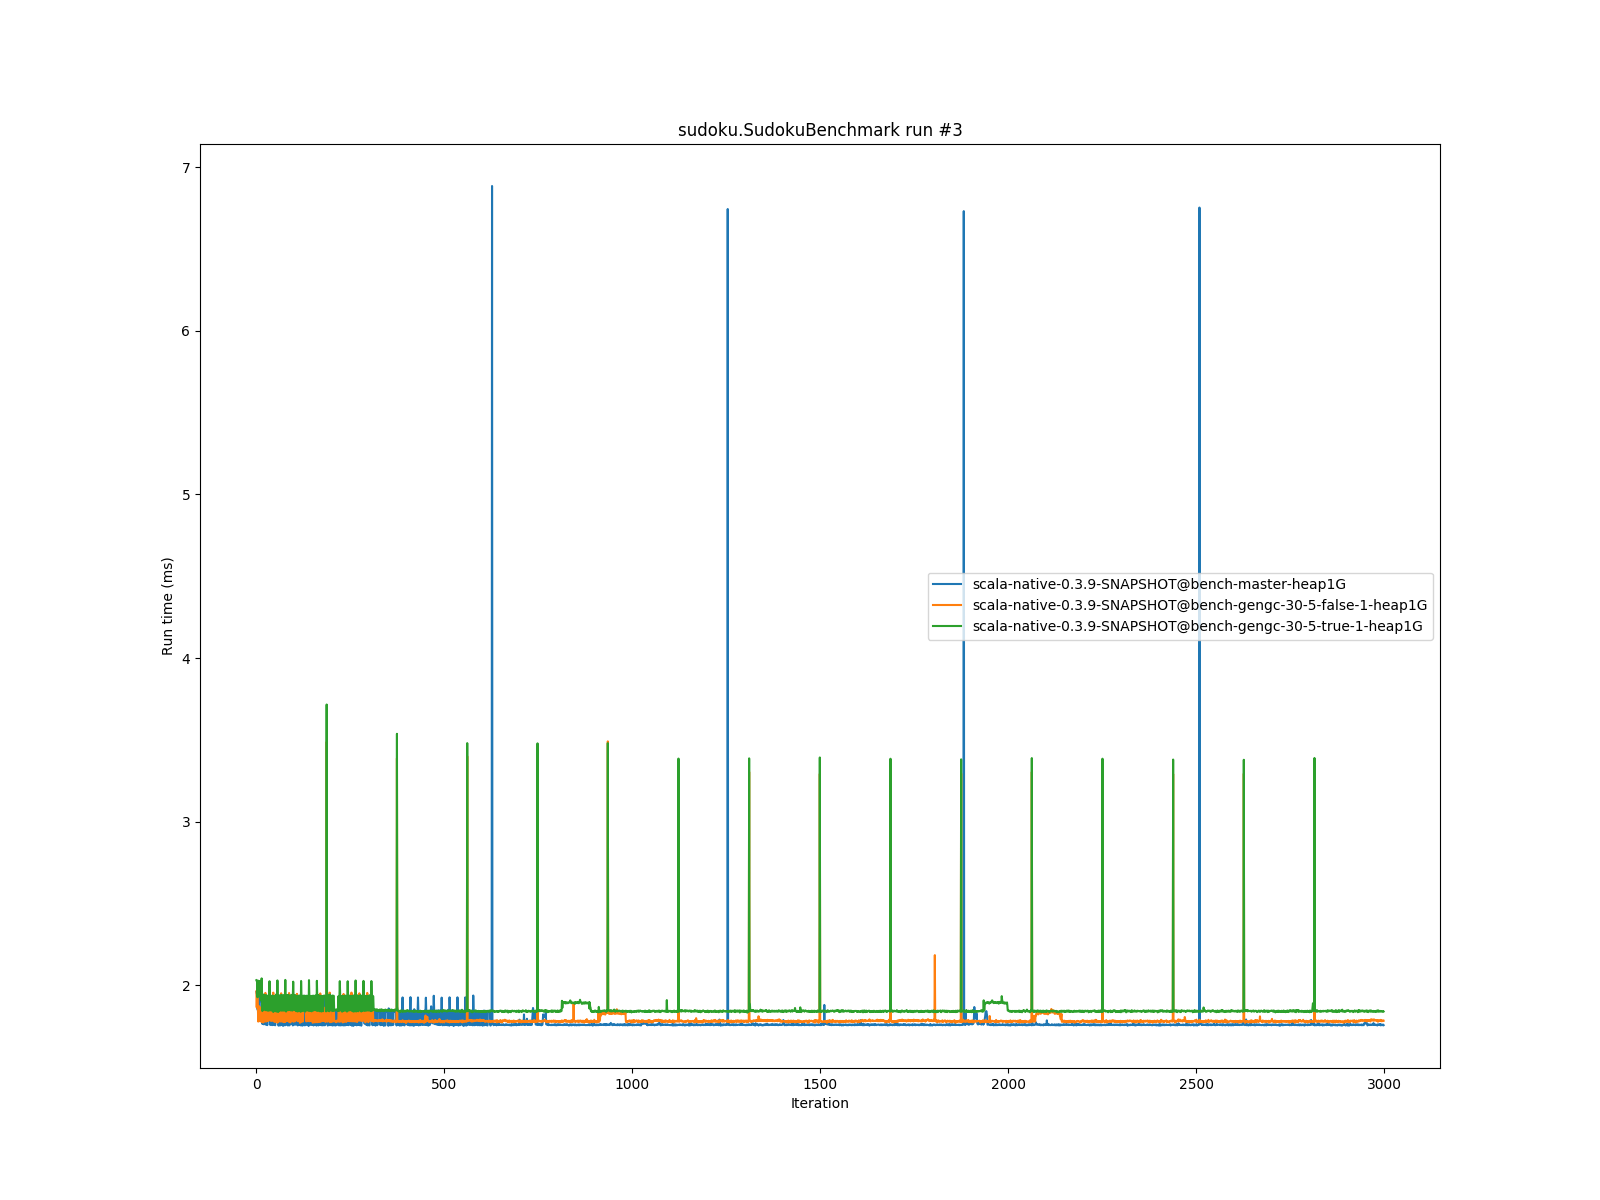 sudoku.SudokuBenchmark run #3
7
6
5
4
3
2
Run time (ms)
scala-native-0.3.9-SNAPSHOT@bench-master-heap1G
scala-native-0.3.9-SNAPSHOT@bench-gengc-30-5-false-1-heap1G
scala-native-0.3.9-SNAPSHOT@bench-gengc-30-5-true-1-heap1G
0 500 1000 1500 2000 2500 3000
Iteration